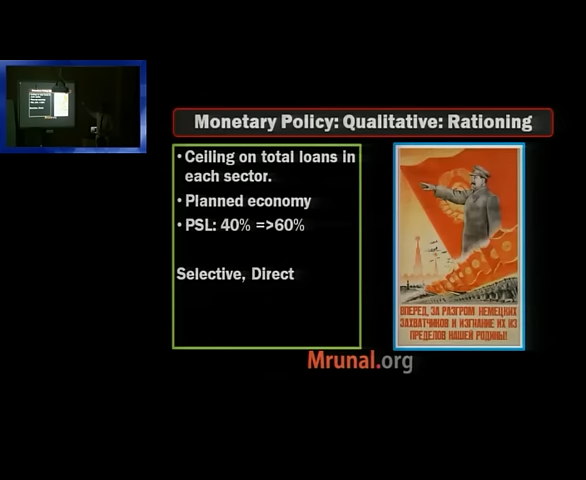 Monetary Policy: Qualitative: Rationing
• Ceiling on total loans in
each sector.
• Planned economy
• PSL: 40% =>60%
Selective, Direct
ВПЕРЕД, ЗА РАЗГРОМ НЕМЕЦКИХ
ЗАХВАТЧИКОВ И ИЗГНАНИЕ ИХ ИЗ
ПРЕДЕЛОВ НАШЕЙ РОДИНЫ!
Mrunal.org